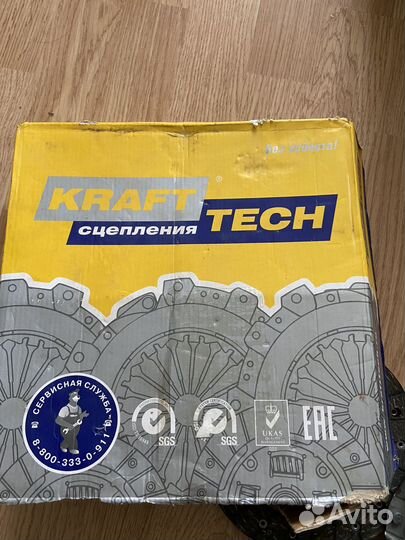 KRAFT
®
TECH
сцепления
СЕРВИСНАЯ СЛУЖБА
8-800-333-0-911
SGS
SGS
UKAS
EAC
Avito